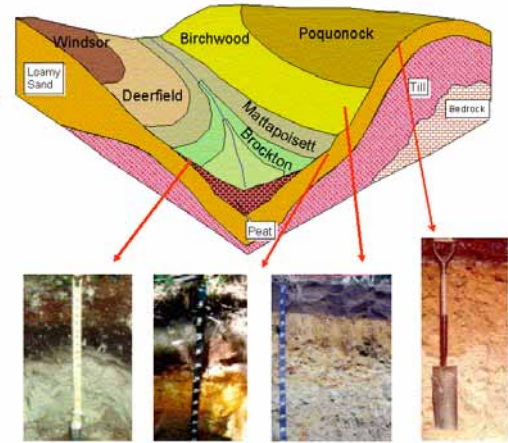 Windsor
Birchwood
Poquonock
Loamy
Sand
Deerfield
Till
Bedrock
Mattapoisett
Brockton
Peat